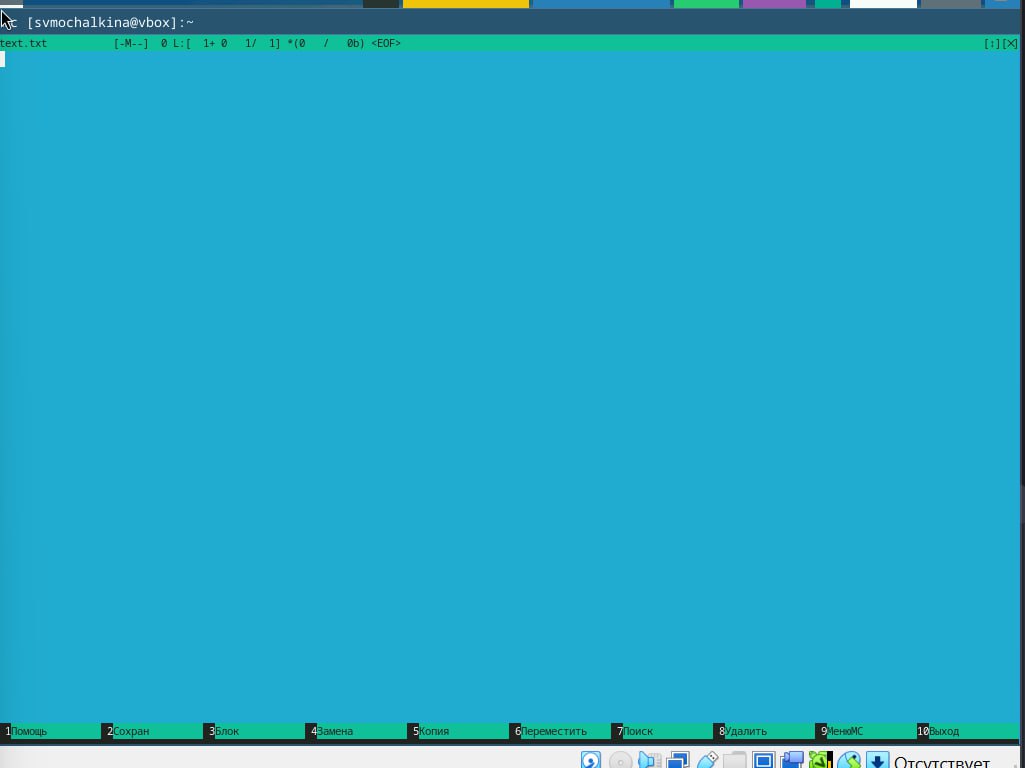 c [svmochalkina@vbox]:~
text.txt [-M--] 0 L:[ 1+ 0 1/ 1] *(0 / 0b) <EOF> [↕][X]
1Помощь 2Сохран 3Блок 4Замена 5Копия 6Переместить 7Поиск 8Удалить 9МенюMC 10Выход
Отсутствует